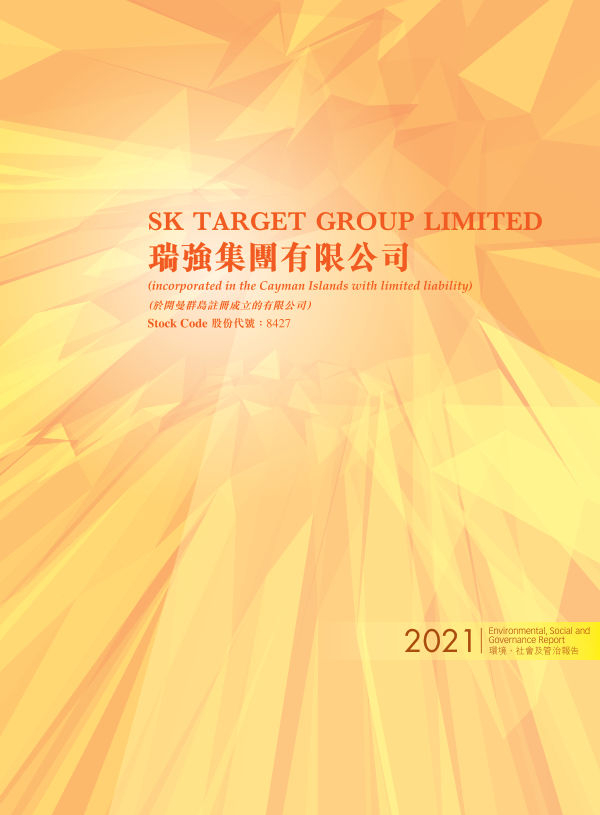 SK TARGET GROUP LIMITED
瑞強集團有限公司
(incorporated in the Cayman Islands with limited liability)
(於開曼群島註冊成立的有限公司)
Stock Code 股份代號：8427
2021
Environmental, Social and
Governance Report
環境、社會及管治報告